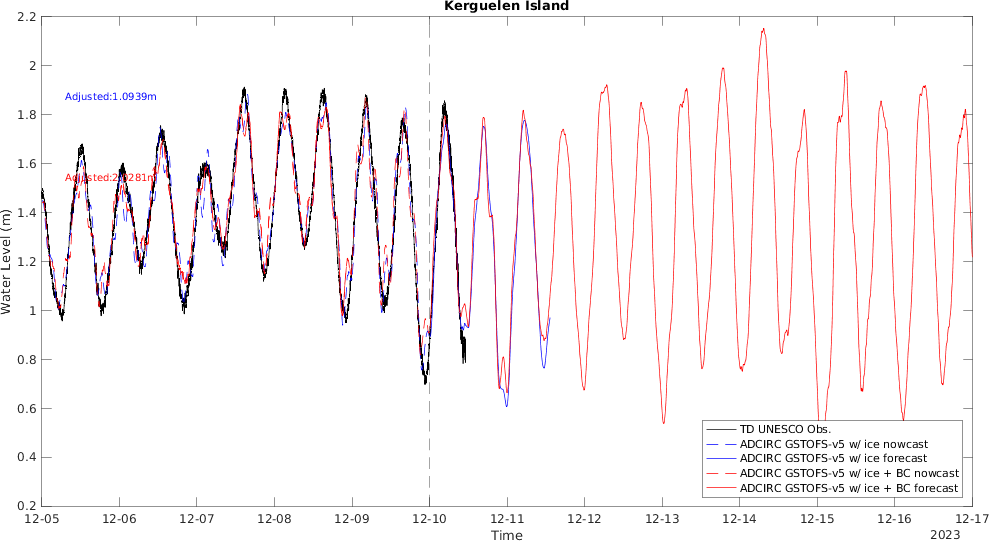 Kerguelen Island
2.2
2
1.8
1.6
1.4
1.2
1
0.8
0.6
0.4
0.2
Water Level (m)
Adjusted:1.0939m
Adjusted:2.0281m
TD UNESCO Obs.
ADCIRC GSTOFS-v5 w/ ice nowcast
ADCIRC GSTOFS-v5 w/ ice forecast
ADCIRC GSTOFS-v5 w/ ice + BC nowcast
ADCIRC GSTOFS-v5 w/ ice + BC forecast
12-05 12-06 12-07 12-08 12-09 12-10 12-11 12-12 12-13 12-14 12-15 12-16 12-17
Time
2023